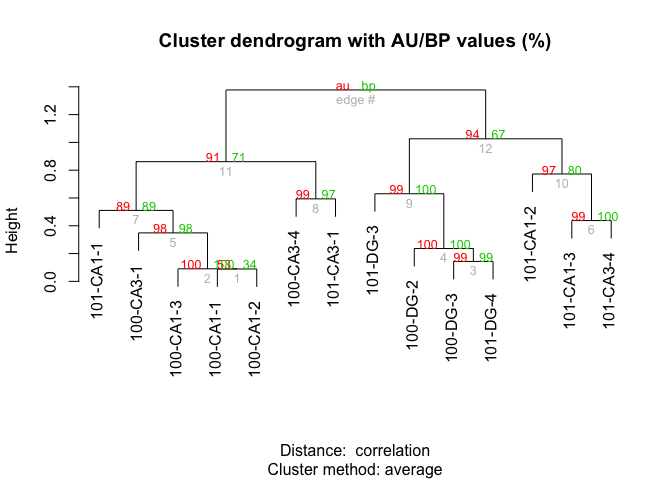 Cluster dendrogram with AU/BP values (%)
au bp
edge #
94 67
12
91 71
11
97 80
10
99 100
9
99 97
8
89 89
7
99 100
6
98 98
5
100 100
4
99 99
3
100
2
34
1
Height
0.0
0.4
0.8
1.2
101-CA1-1
100-CA3-1
100-CA1-3
100-CA1-1
100-CA1-2
100-CA3-4
101-CA3-1
101-DG-3
100-DG-2
100-DG-3
101-DG-4
101-CA1-2
101-CA1-3
101-CA3-4
Distance: correlation
Cluster method: average